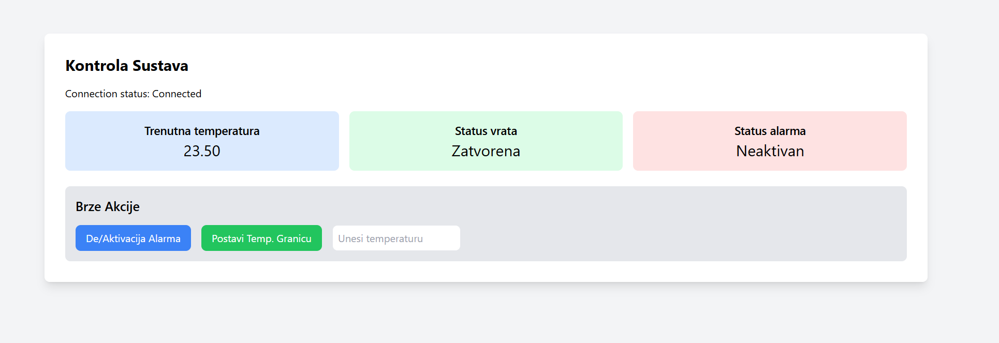 Kontrola Sustava
Connection status: Connected
Trenutna temperatura
23.50
Status vrata
Zatvorena
Status alarma
Neaktivan
Brze Akcije
De/Aktivacija Alarma
Postavi Temp. Granicu
Unesi temperaturu